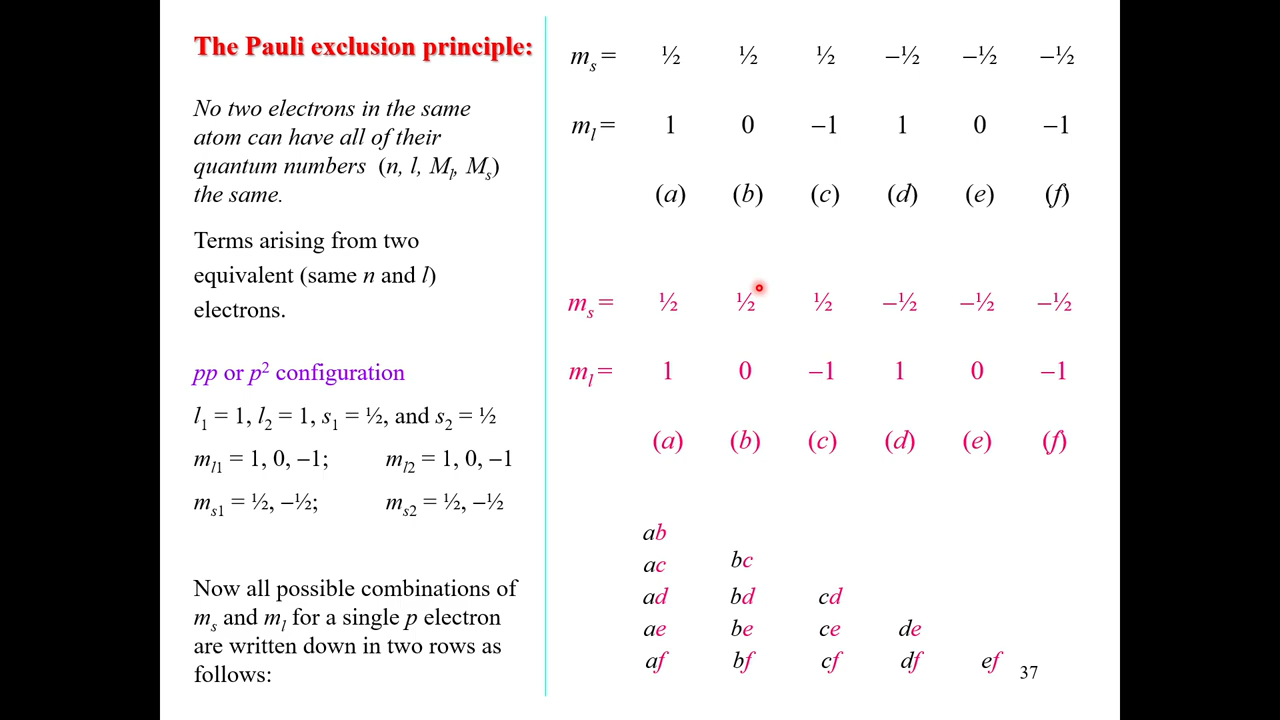 The Pauli exclusion principle:
No two electrons in the same
atom can have all of their
quantum numbers (n, l, Mₗ, Mₛ)
the same.
Terms arising from two
equivalent (same n and l)
electrons.
pp or p² configuration
l₁ = 1, l₂ = 1, s₁ = ½, and s₂ = ½
mₗ₁ = 1, 0, –1; mₗ₂ = 1, 0, –1
mₛ₁ = ½, –½; mₛ₂ = ½, –½
Now all possible combinations of
mₛ and mₗ for a single p electron
are written down in two rows as
follows:
mₛ = ½ ½ ½ –½ –½ –½
mₗ = 1 0 –1 1 0 –1
(a) (b) (c) (d) (e) (f)
mₛ = ½ ½ ½ –½ –½ –½
mₗ = 1 0 –1 1 0 –1
(a) (b) (c) (d) (e) (f)
ab
ac bc
ad bd cd
ae be ce de
af bf cf df ef
37